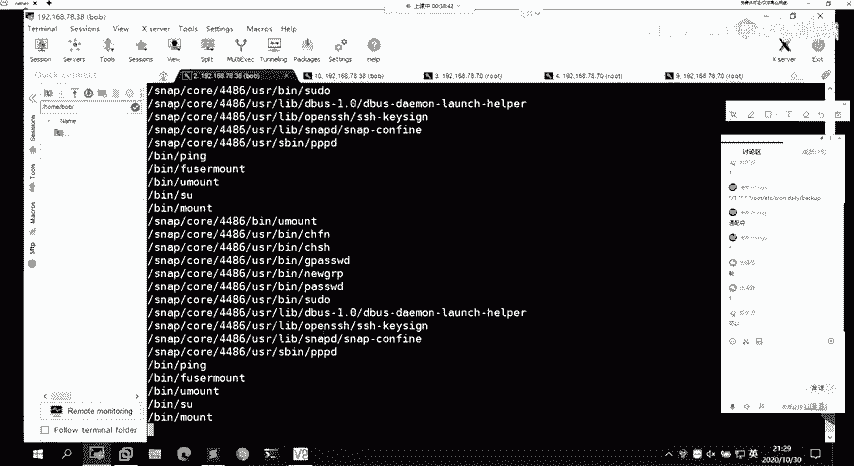 上课中 00:58:42
192.168.78.38 (bob)
Terminal Sessions View X server Tools Settings Macros Help
Session Servers Tools Sessions View Split MultiExec Tunneling Packages Settings Help X server Exit
2. 192.168.78.38 (bob) 10. 192.168.78.38 (bob) 3. 192.168.78.70 (root) 4. 192.168.78.70 (root) 9. 192.168.78.70 (root)
/home/bob/
Name
..
Sessions
Tools
Macros
Sftp
/snap/core/4486/usr/bin/sudo
/snap/core/4486/usr/lib/dbus-1.0/dbus-daemon-launch-helper
/snap/core/4486/usr/lib/openssh/ssh-keysign
/snap/core/4486/usr/lib/snapd/snap-confine
/snap/core/4486/usr/sbin/pppd
/bin/ping
/bin/fusermount
/bin/umount
/bin/su
/bin/mount
/snap/core/4486/bin/umount
/snap/core/4486/usr/bin/chfn
/snap/core/4486/usr/bin/chsh
/snap/core/4486/usr/bin/gpasswd
/snap/core/4486/usr/bin/newgrp
/snap/core/4486/usr/bin/passwd
/snap/core/4486/usr/bin/sudo
/snap/core/4486/usr/lib/dbus-1.0/dbus-daemon-launch-helper
/snap/core/4486/usr/lib/openssh/ssh-keysign
/snap/core/4486/usr/lib/snapd/snap-confine
/snap/core/4486/usr/sbin/pppd
/bin/ping
/bin/fusermount
/bin/umount
/bin/su
/bin/mount
Remote monitoring
Follow terminal folder
讨论区
英
21:29
2020/10/30